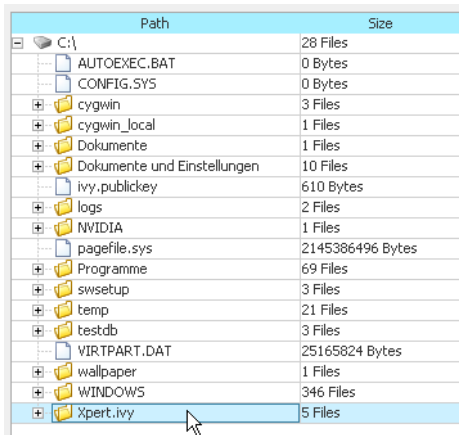 Path Size
C:\ 28 Files
AUTOEXEC.BAT 0 Bytes
CONFIG.SYS 0 Bytes
cygwin 3 Files
cygwin_local 1 Files
Dokumente 1 Files
Dokumente und Einstellungen 10 Files
ivy.publickey 610 Bytes
logs 2 Files
NVIDIA 1 Files
pagefile.sys 2145386496 Bytes
Programme 69 Files
swsetup 3 Files
temp 21 Files
testdb 3 Files
VIRTPART.DAT 25165824 Bytes
wallpaper 1 Files
WINDOWS 346 Files
Xpert.ivy 5 Files